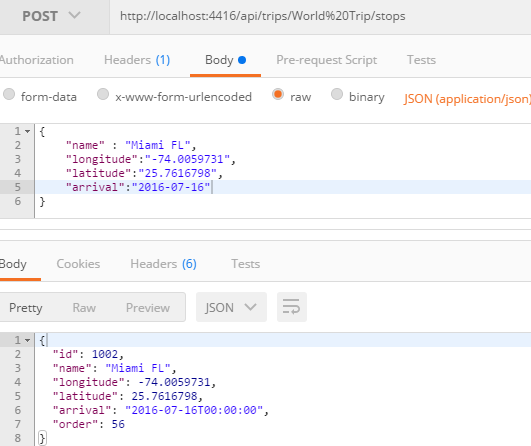 POST http://localhost:4416/api/trips/World%20Trip/stops
Authorization Headers (1) Body Pre-request Script Tests
form-data x-www-form-urlencoded raw binary JSON (application/json)
1 {
2 "name" : "Miami FL",
3 "longitude":"-74.0059731",
4 "latitude":"25.7616798",
5 "arrival":"2016-07-16"
6 }
Body Cookies Headers (6) Tests
Pretty Raw Preview JSON
1 {
2 "id": 1002,
3 "name": "Miami FL",
4 "longitude": -74.0059731,
5 "latitude": 25.7616798,
6 "arrival": "2016-07-16T00:00:00",
7 "order": 56
8 }